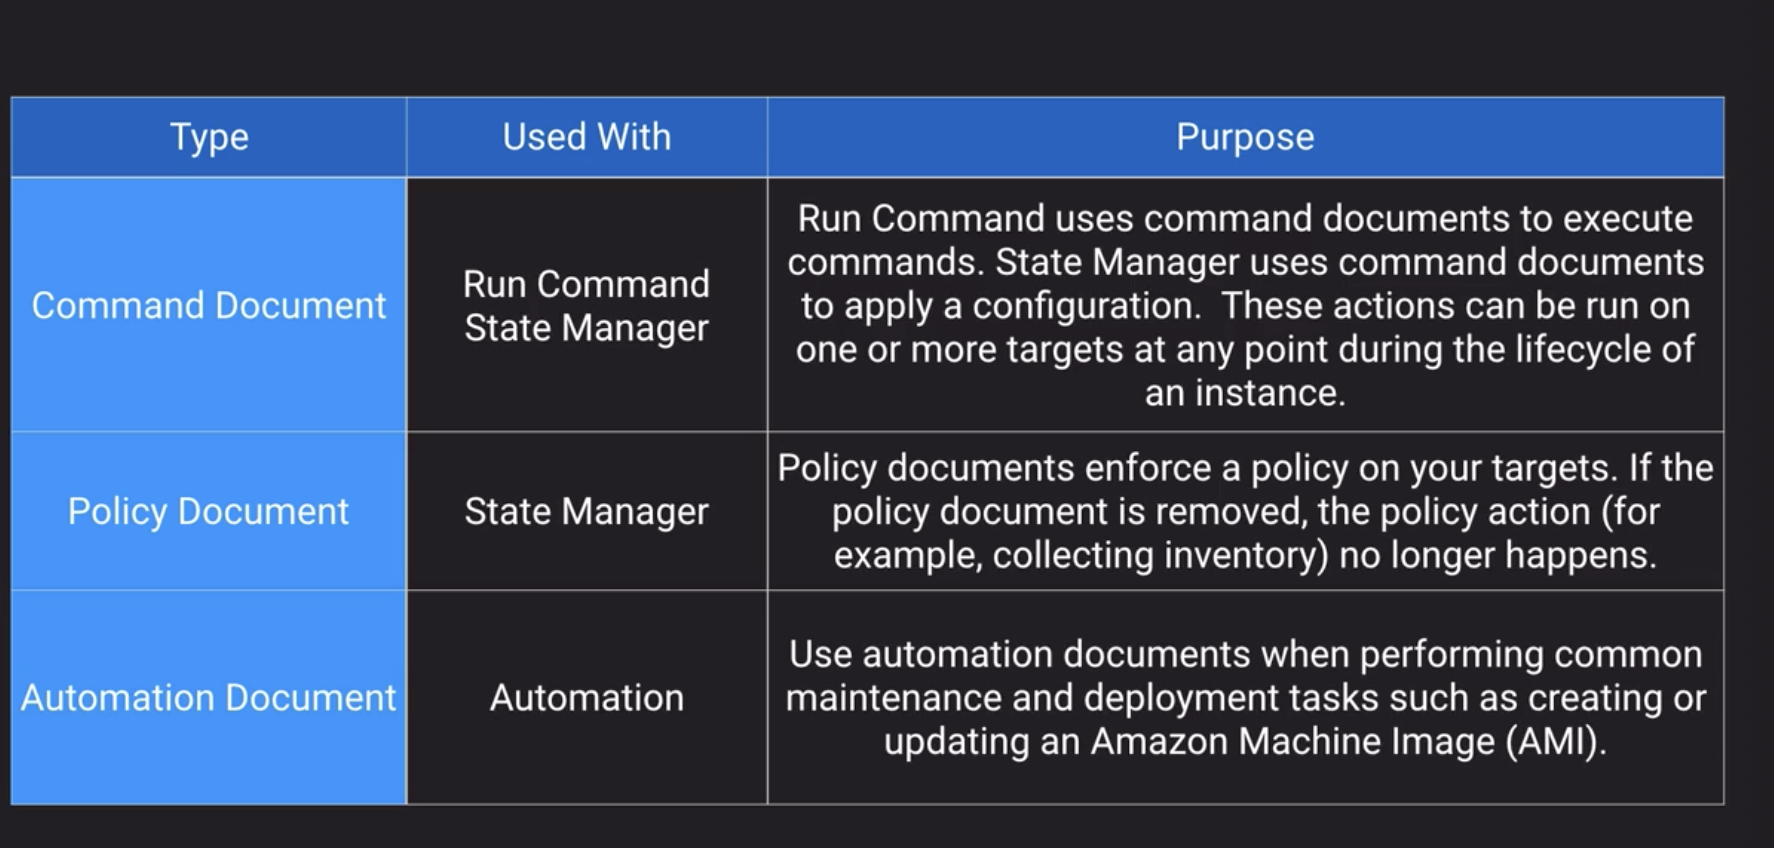 Type
Used With
Purpose
Command Document
Run Command
State Manager
Run Command uses command documents to execute
commands. State Manager uses command documents
to apply a configuration.  These actions can be run on
one or more targets at any point during the lifecycle of
an instance.
Policy Document
State Manager
Policy documents enforce a policy on your targets. If the
policy document is removed, the policy action (for
example, collecting inventory) no longer happens.
Automation Document
Automation
Use automation documents when performing common
maintenance and deployment tasks such as creating or
updating an Amazon Machine Image (AMI).